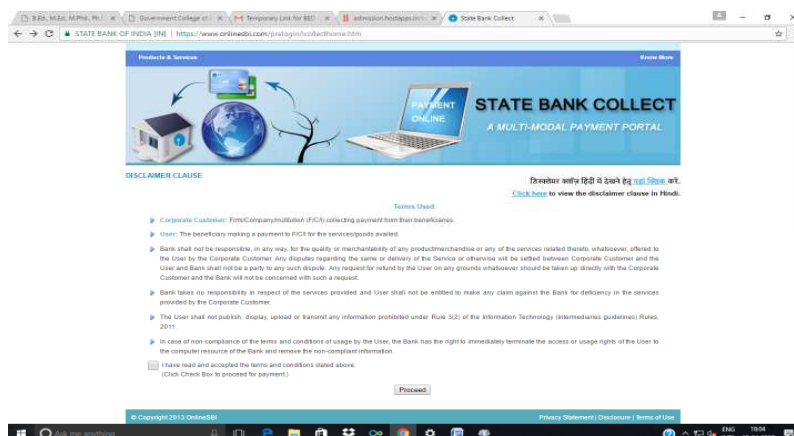 B.Ed., M.Ed., M.Phil., Ph.
Government College of
Temporary Link for BED
admission.hostapps.in
State Bank Collect
STATE BANK OF INDIA [IN] | https://www.onlinesbi.com/prelogin/icollecthome.htm
Products & Services
Know More
PAYMENT
ONLINE
STATE BANK COLLECT
A MULTI-MODAL PAYMENT PORTAL
DISCLAIMER CLAUSE
डिस्क्लेमर क्लॉज़ हिंदी में देखने हेतु यहां क्लिक करें.
Click here to view the disclaimer clause in Hindi.
Terms Used:
Corporate Customer: Firm/Company/Institution (F/C/I) collecting payment from their beneficiaries.
User: The beneficiary making a payment to F/C/I for the services/goods availed.
Bank shall not be responsible, in any way, for the quality or merchantability of any product/merchandise or any of the services related thereto, whatsoever, offered to
the User by the Corporate Customer. Any disputes regarding the same or delivery of the Service or otherwise will be settled between Corporate Customer and the
User and Bank shall not be a party to any such dispute. Any request for refund by the User on any grounds whatsoever should be taken up directly with the Corporate
Customer and the Bank will not be concerned with such a request.
Bank takes no responsibility in respect of the services provided and User shall not be entitled to make any claim against the Bank for deficiency in the services
provided by the Corporate Customer.
The User shall not publish, display, upload or transmit any information prohibited under Rule 3(2) of the Information Technology (Intermediaries guidelines) Rules,
2011.
In case of non-compliance of the terms and conditions of usage by the User, the Bank has the right to immediately terminate the access or usage rights of the User to
the computer resource of the Bank and remove the non-compliant information.
I have read and accepted the terms and conditions stated above.
(Click Check Box to proceed for payment.)
Proceed
© Copyright 2013 OnlineSBI
Privacy Statement | Disclosure | Terms of Use
Ask me anything
ENG
18:04